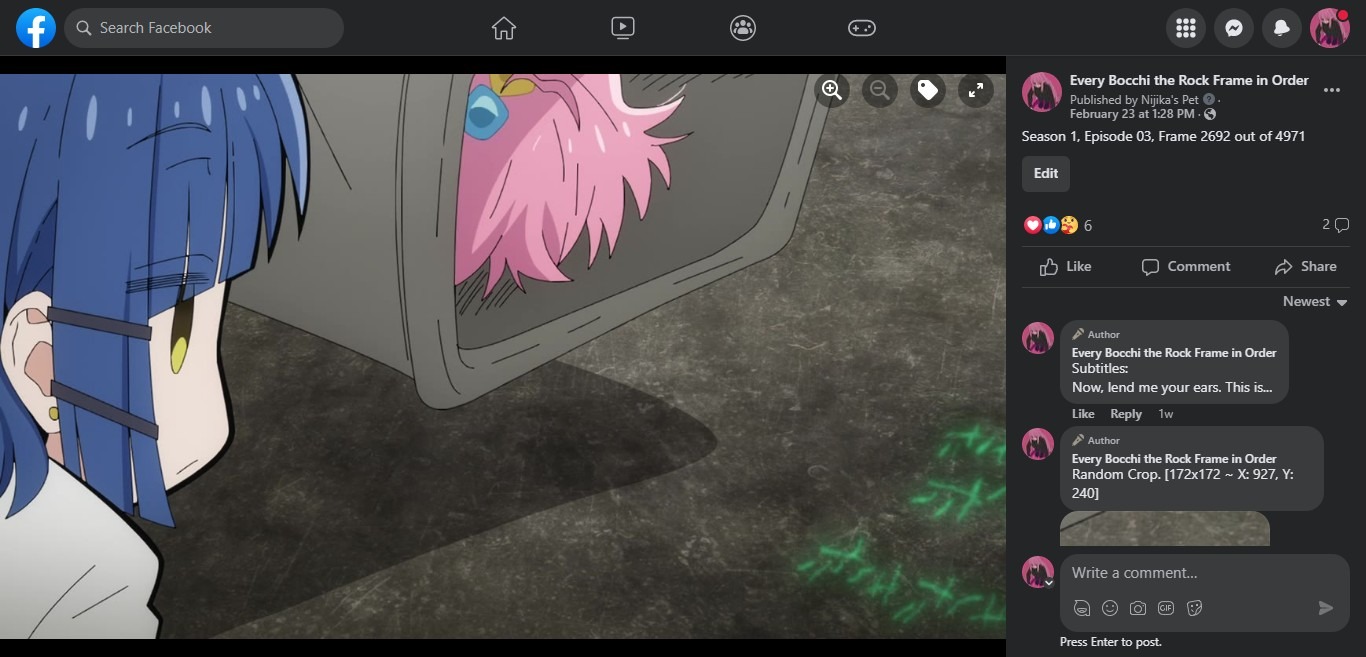 Search Facebook
Every Bocchi the Rock Frame in Order
Published by Nijika's Pet ·
February 23 at 1:28 PM ·
Season 1, Episode 03, Frame 2692 out of 4971
Edit
6
2
Like
Comment
Share
Newest
Author
Every Bocchi the Rock Frame in Order
Subtitles:
Now, lend me your ears. This is...
Like Reply 1w
Author
Every Bocchi the Rock Frame in Order
Random Crop. [172x172 ~ X: 927, Y:
240]
Write a comment...
GIF
Press Enter to post.